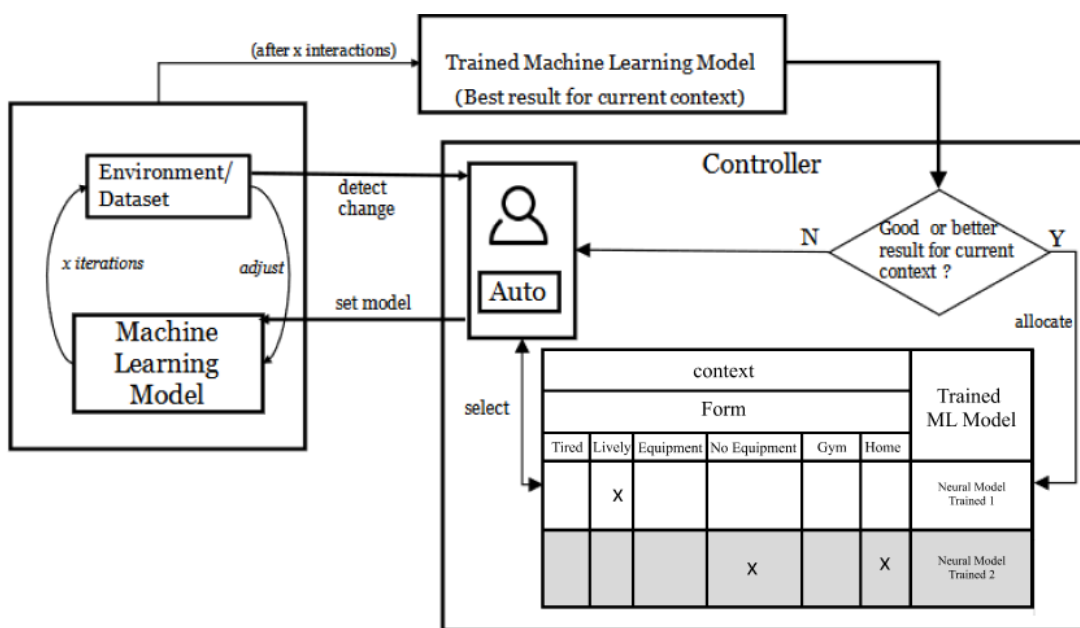 (after x interactions)
Trained Machine Learning Model
(Best result for current context)
Environment/
Dataset
x iterations
adjust
Machine
Learning
Model
detect
change
set model
Controller
Auto
N
Good or better
result for current
context ?
Y
allocate
select
context
Form
Trained
ML Model
Tired Lively Equipment No Equipment Gym Home
X
Neural Model
Trained 1
X X
Neural Model
Trained 2